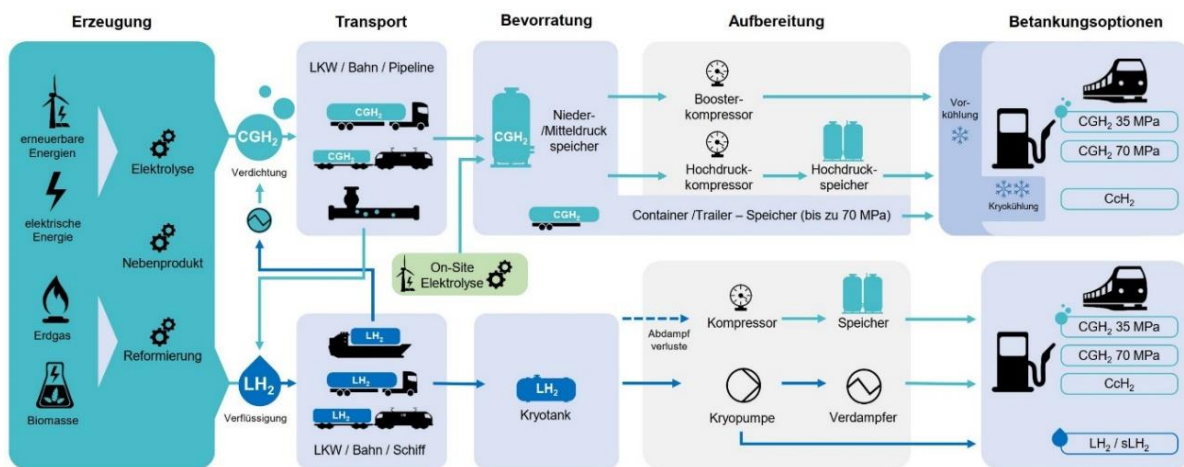 Erzeugung
Transport
Bevorratung
Aufbereitung
Betankungsoptionen
erneuerbare
Energien
elektrische
Energie
Erdgas
Biomasse
Elektrolyse
Nebenprodukt
Reformierung
CGH₂
Verdichtung
LH₂
Verflüssigung
LKW / Bahn / Pipeline
CGH₂
CGH₂
On-Site
Elektrolyse
LH₂
LH₂
LH₂
LKW / Bahn / Schiff
CGH₂
Nieder-
/Mitteldruck
speicher
CGH₂
Container /Trailer – Speicher (bis zu 70 MPa)
LH₂
Kryotank
Booster-
kompressor
Hochdruck-
kompressor
Hochdruck-
speicher
Abdampf
verluste
Kompressor
Speicher
Kryopumpe
Verdampfer
Vor-
kühlung
Kryokühlung
CGH₂ 35 MPa
CGH₂ 70 MPa
CcH₂
CGH₂ 35 MPa
CGH₂ 70 MPa
CcH₂
LH₂ / sLH₂